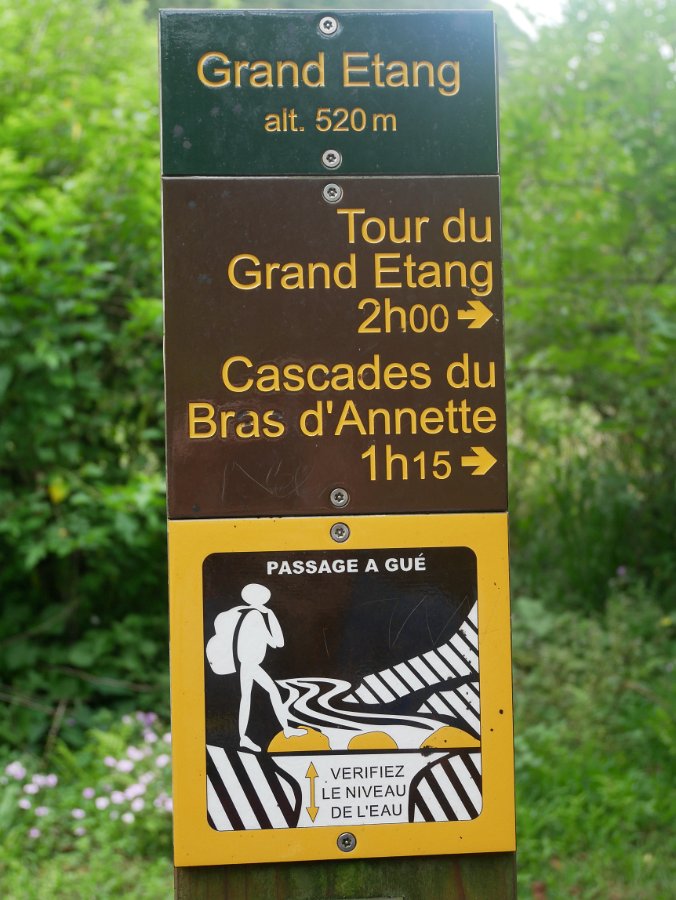 Grand Etang
alt. 520 m
Tour du
Grand Etang
2h00
Cascades du
Bras d'Annette
1h15
PASSAGE A GUÉ
VERIFIEZ
LE NIVEAU
DE L'EAU